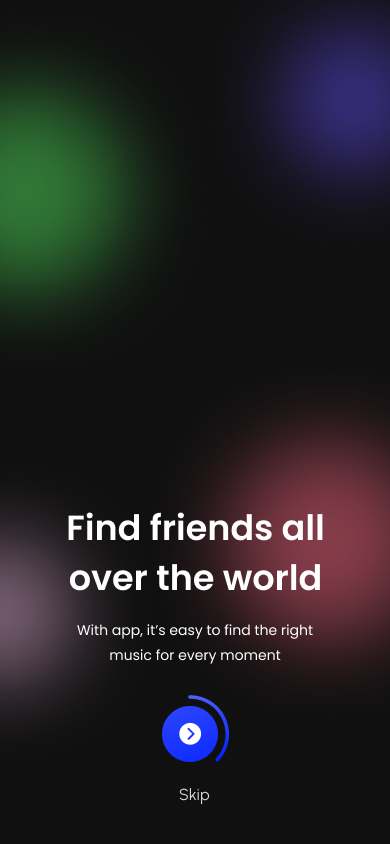 Find friends all
over the world
With app, it’s easy to find the right
music for every moment
Skip